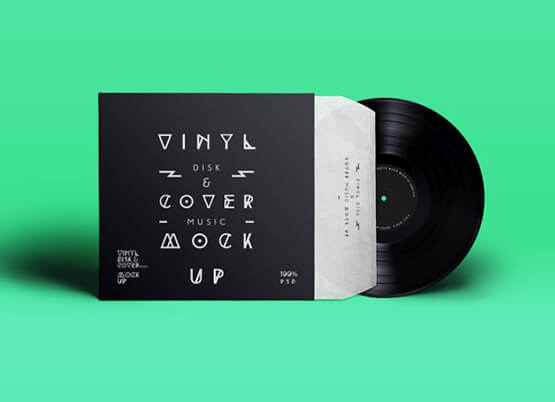 VINYL
DISK
&
COVER
MUSIC
MOCK
UP
VINYL
DISK &
COVER
MOCK
UP
100%
PSD
VINYL DISK
&
COVER MUSIC MOCK UP